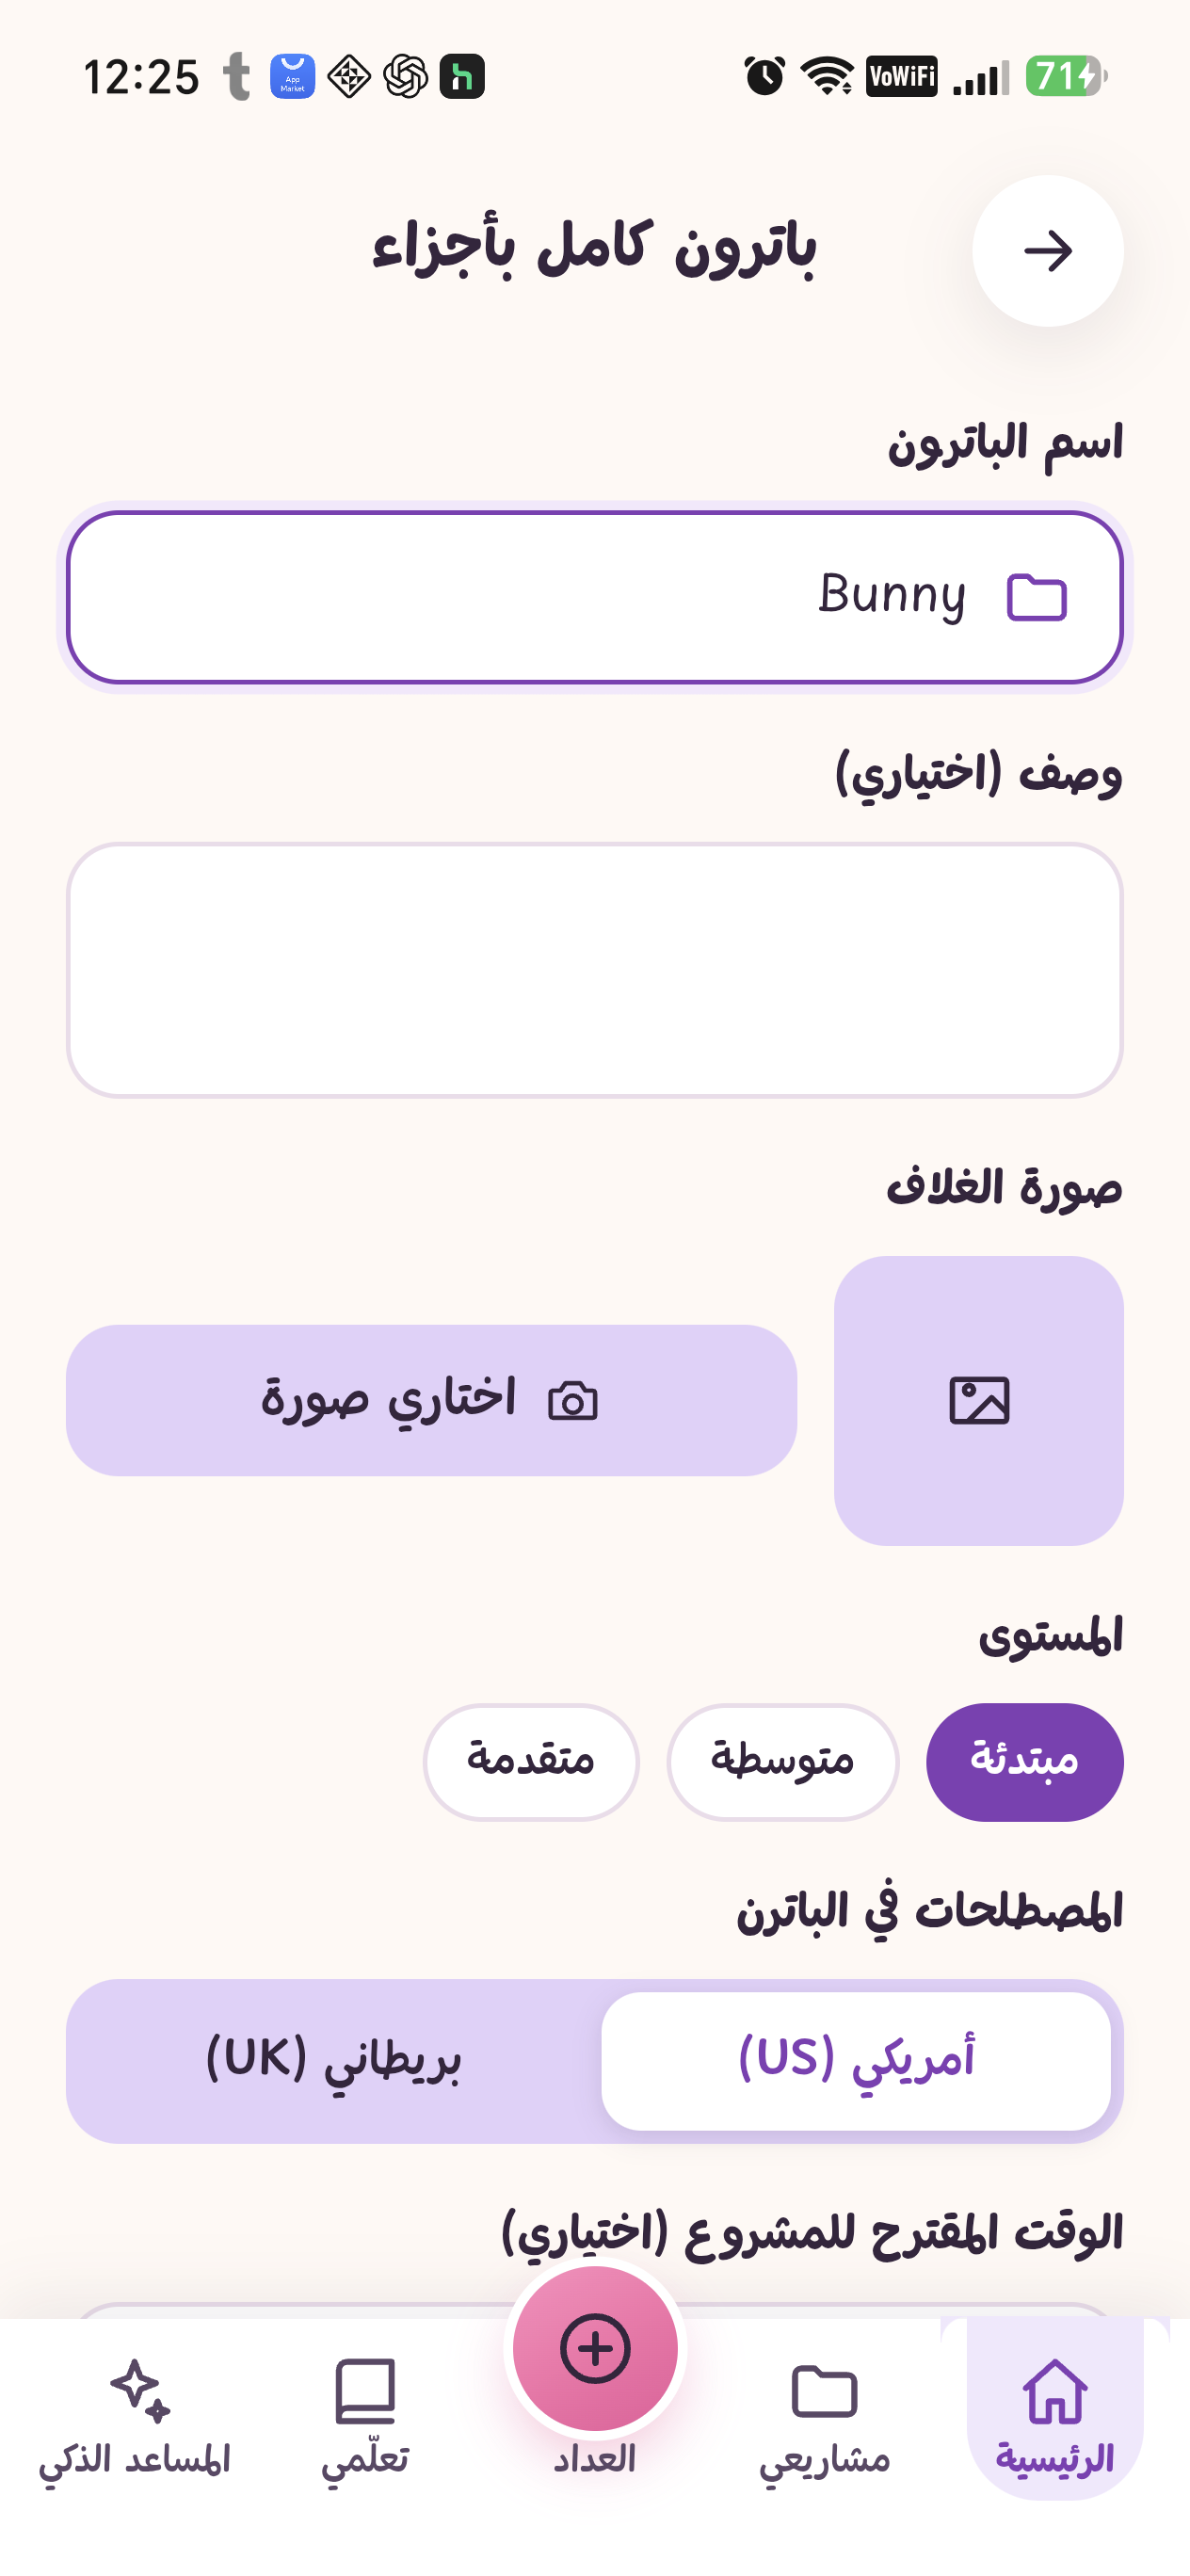 12:25
App
Market
VoWiFi
71
باترون كامل بأجزاء
اسم الباترون
Bunny
وصف (اختياري)
صورة الغلاف
اختاري صورة
المستوى
مبتدئة
متوسطة
متقدمة
المصطلحات في الباترن
أمريكي (US)
بريطاني (UK)
الوقت المقترح للمشروع (اختياري)
الرئيسية
مشاريعي
العداد
تعلّمي
المساعد الذكي